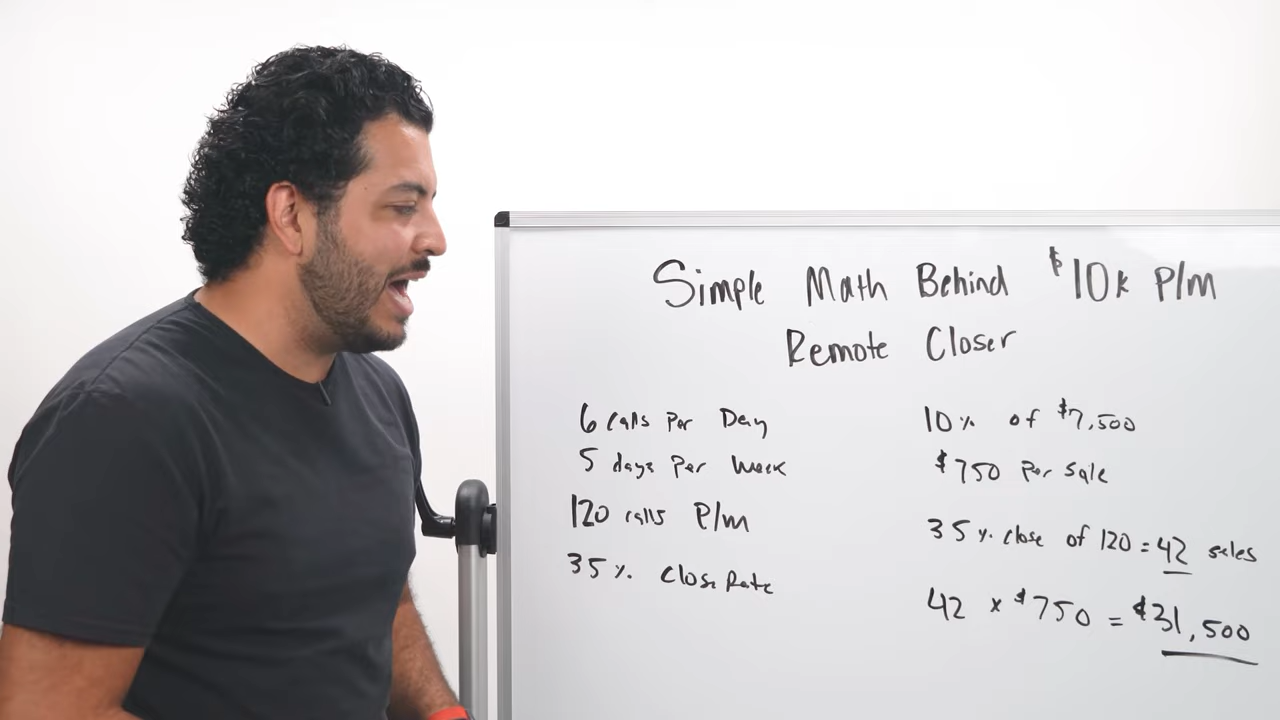 Simple Math Behind $10k P/m
Remote Closer
6 calls Per Day
5 days Per Week
120 calls P/m
35% Close Rate
10% of $7,500
$750 Per Sale
35% close of 120 = 42 sales
42 x $750 = $31,500